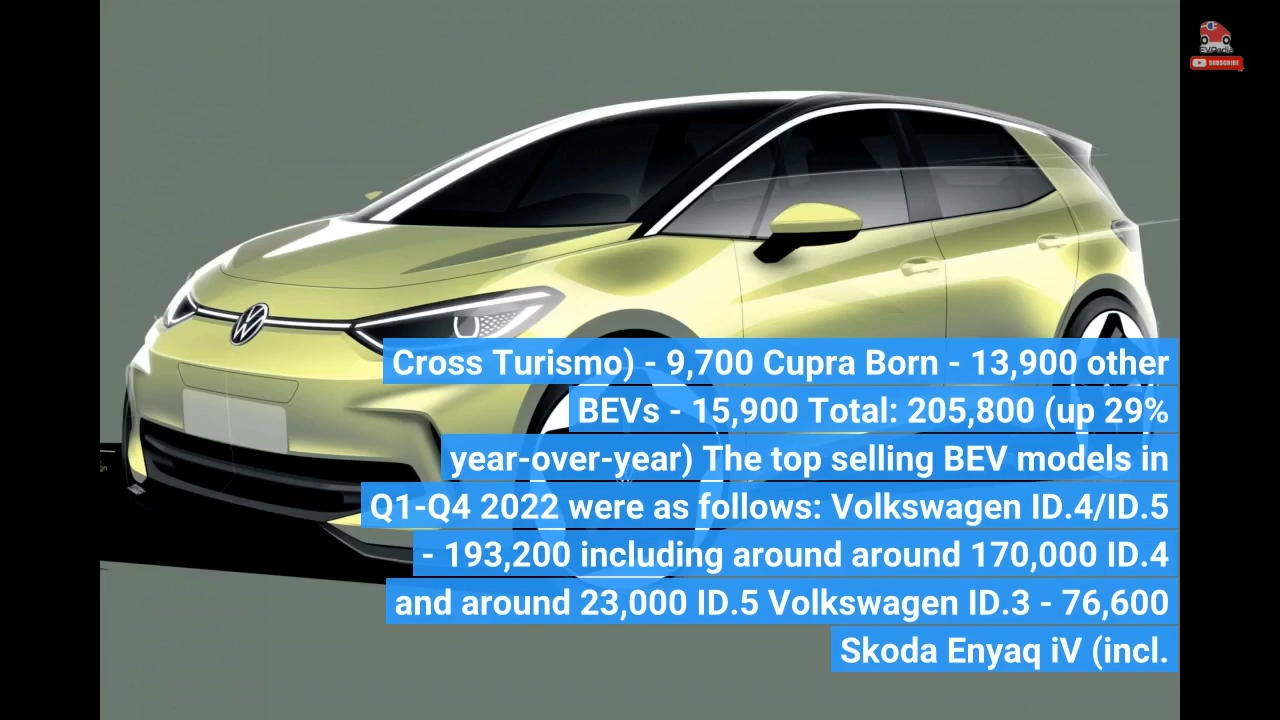 EVOndia
SUBSCRIBE
Cross Turismo) - 9,700 Cupra Born - 13,900 other
BEVs - 15,900 Total: 205,800 (up 29%
year-over-year) The top selling BEV models in
Q1-Q4 2022 were as follows: Volkswagen ID.4/ID.5
- 193,200 including around around 170,000 ID.4
and around 23,000 ID.5 Volkswagen ID.3 - 76,600
Skoda Enyaq iV (incl.